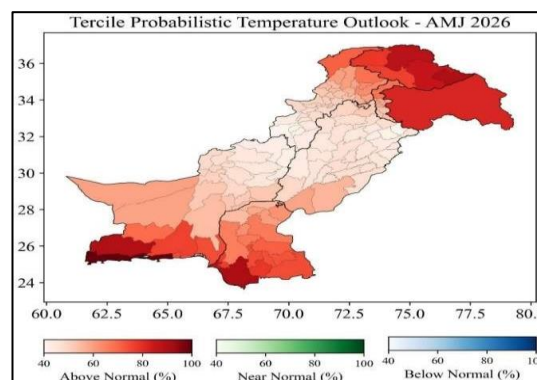 Tercile Probabilistic Temperature Outlook - AMJ 2026
36
34
32
30
28
26
24
60.0 62.5 65.0 67.5 70.0 72.5 75.0 77.5 80.
40 60 80 100 40 60 80 100 40 60 80 100
Above Normal (%) Near Normal (%) Below Normal (%)